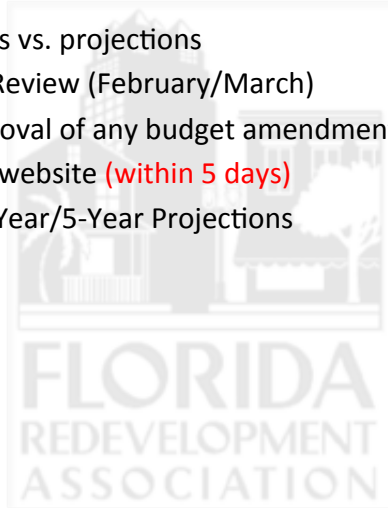 s vs. projections
Review (February/March)
oval of any budget amendmen
website (within 5 days)
Year/5-Year Projections
FLORIDA
REDEVELOPMENT
ASSOCIATION